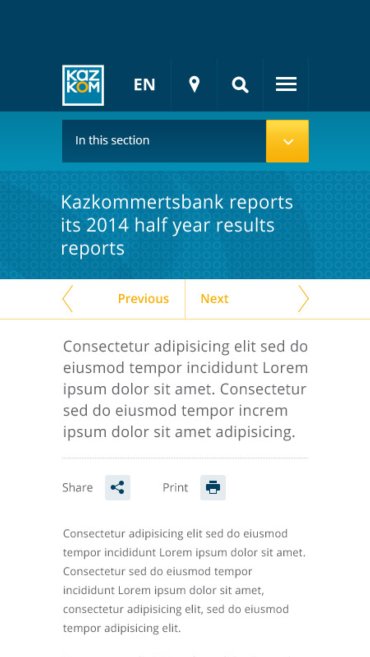 KAZ
KOM
EN
In this section
Kazkommertsbank reports
its 2014 half year results
reports
Previous
Next
Consectetur adipisicing elit sed do
eiusmod tempor incididunt Lorem
ipsum dolor sit amet. Consectetur
sed do eiusmod tempor increm
ipsum dolor sit amet adipisicing.
Share
Print
Consectetur adipisicing elit sed do eiusmod
tempor incididunt Lorem ipsum dolor sit amet.
Consectetur sed do eiusmod tempor
incididunt Lorem ipsum dolor sit amet,
consectetur adipisicing elit, sed do eiusmod
tempor adipisicing elit.